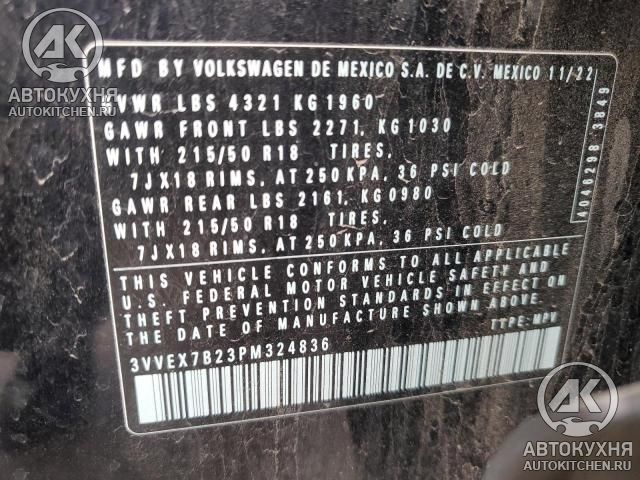 MFD BY VOLKSWAGEN DE MEXICO S.A. DE C.V. MEXICO 11/22
GVWR LBS 4321 KG 1960
GAWR FRONT LBS 2271, KG 1030
WITH 215/50 R18 TIRES,
7JX18 RIMS, AT 250 KPA, 36 PSI COLD
GAWR REAR LBS 2161, KG 0980
WITH 215/50 R18 TIRES,
7JX18 RIMS, AT 250 KPA, 36 PSI COLD
THIS VEHICLE CONFORMS TO ALL APPLICABLE
U.S. FEDERAL MOTOR VEHICLE SAFETY AND
THEFT PREVENTION STANDARDS IN EFFECT ON
THE DATE OF MANUFACTURE SHOWN ABOVE.
TYPE:MPV
3VVEX7B23PM324836
4046298 3849
АК
АВТОКУХНЯ
AUTOKITCHEN.RU
АК
АВТОКУХНЯ
AUTOKITCHEN.RU